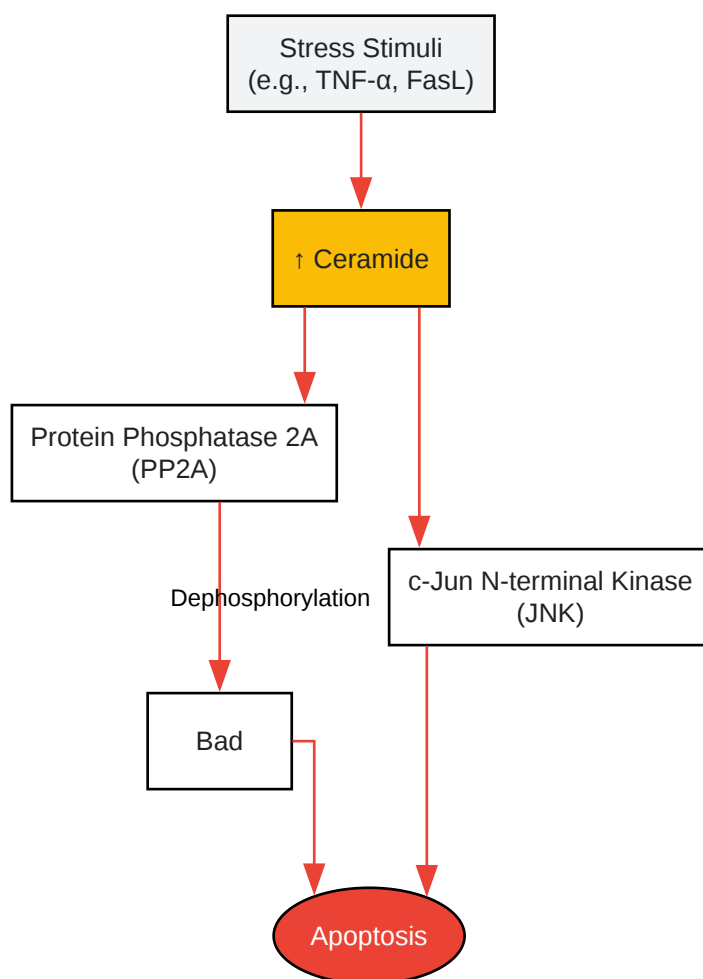 Stress Stimuli
(e.g., TNF-α, FasL)
↑ Ceramide
Protein Phosphatase 2A
(PP2A)
Dephosphorylation
c-Jun N-terminal Kinase
(JNK)
Bad
Apoptosis